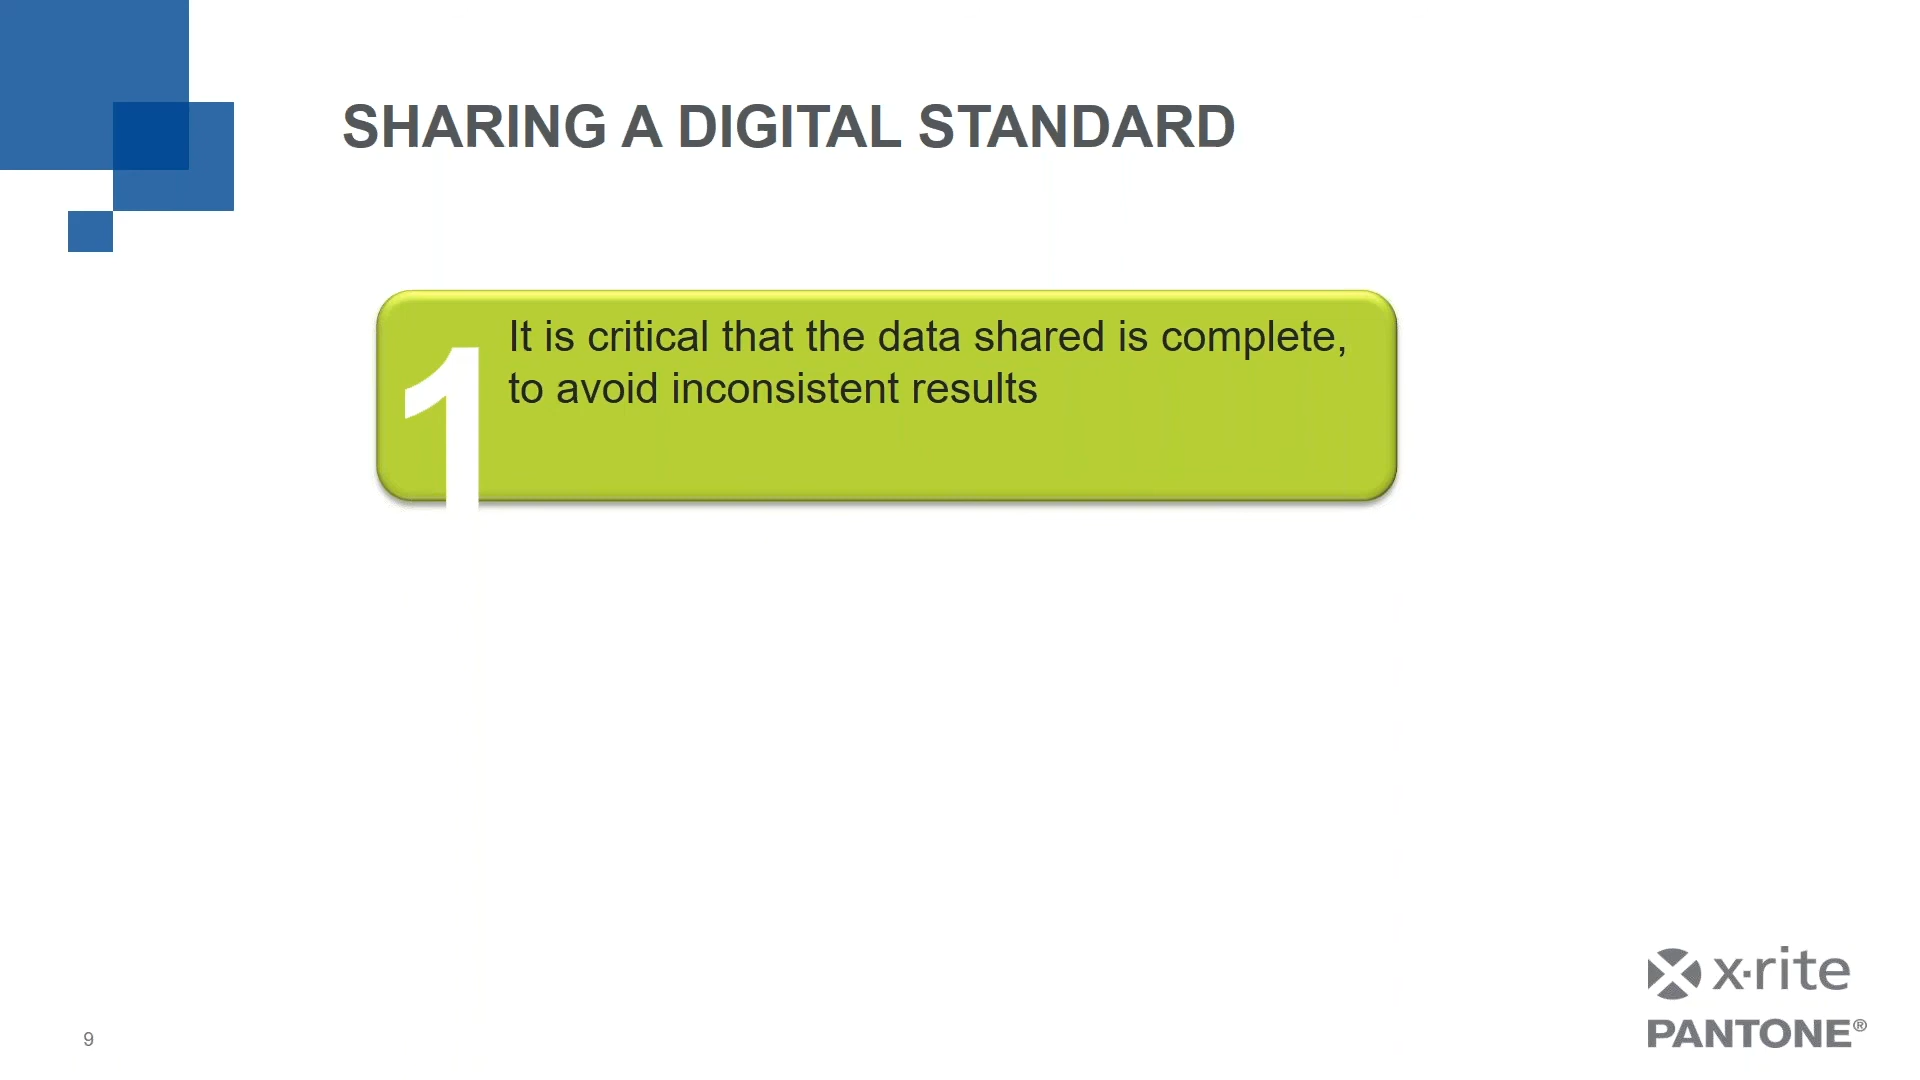 SHARING A DIGITAL STANDARD
1
It is critical that the data shared is complete,
to avoid inconsistent results
x·rite
PANTONE®
9